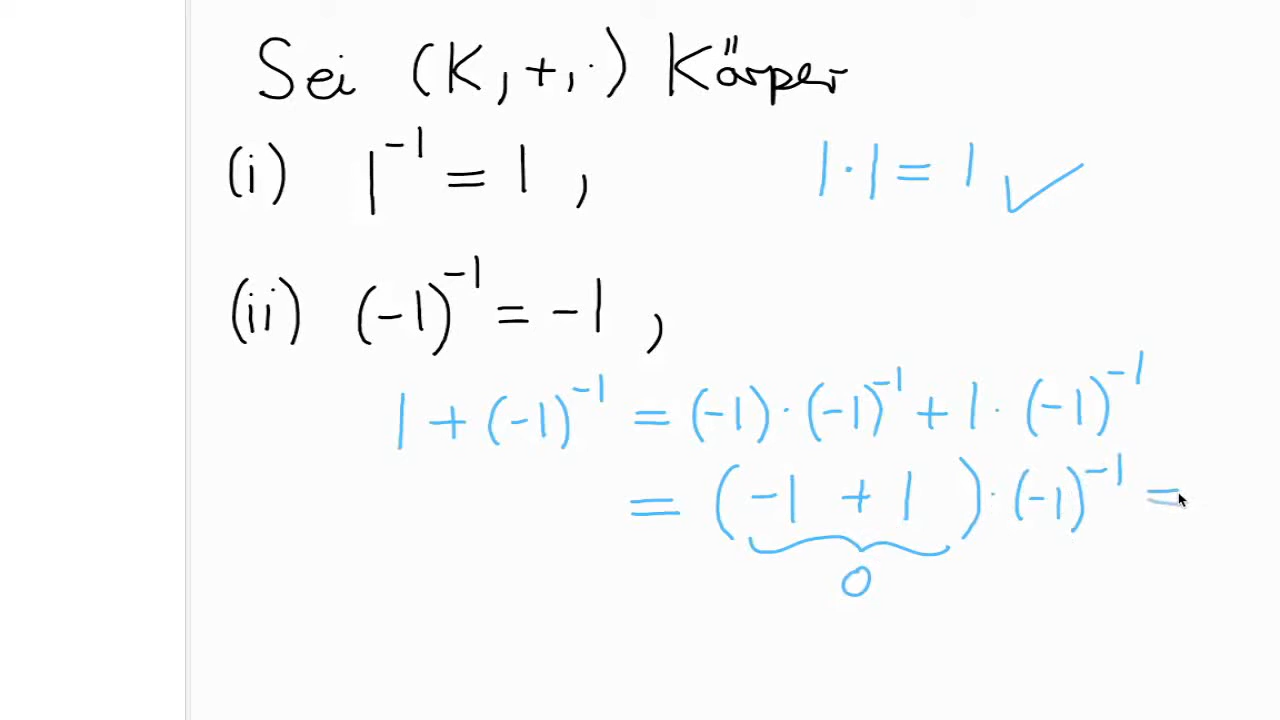 Sei (K, +, ·) Körper
(i) 1⁻¹ = 1 , 1 · 1 = 1 ✓
(ii) (-1)⁻¹ = -1 ,
1 + (-1)⁻¹ = (-1) · (-1)⁻¹ + 1 · (-1)⁻¹
= (-1 + 1) · (-1)⁻¹ =
0